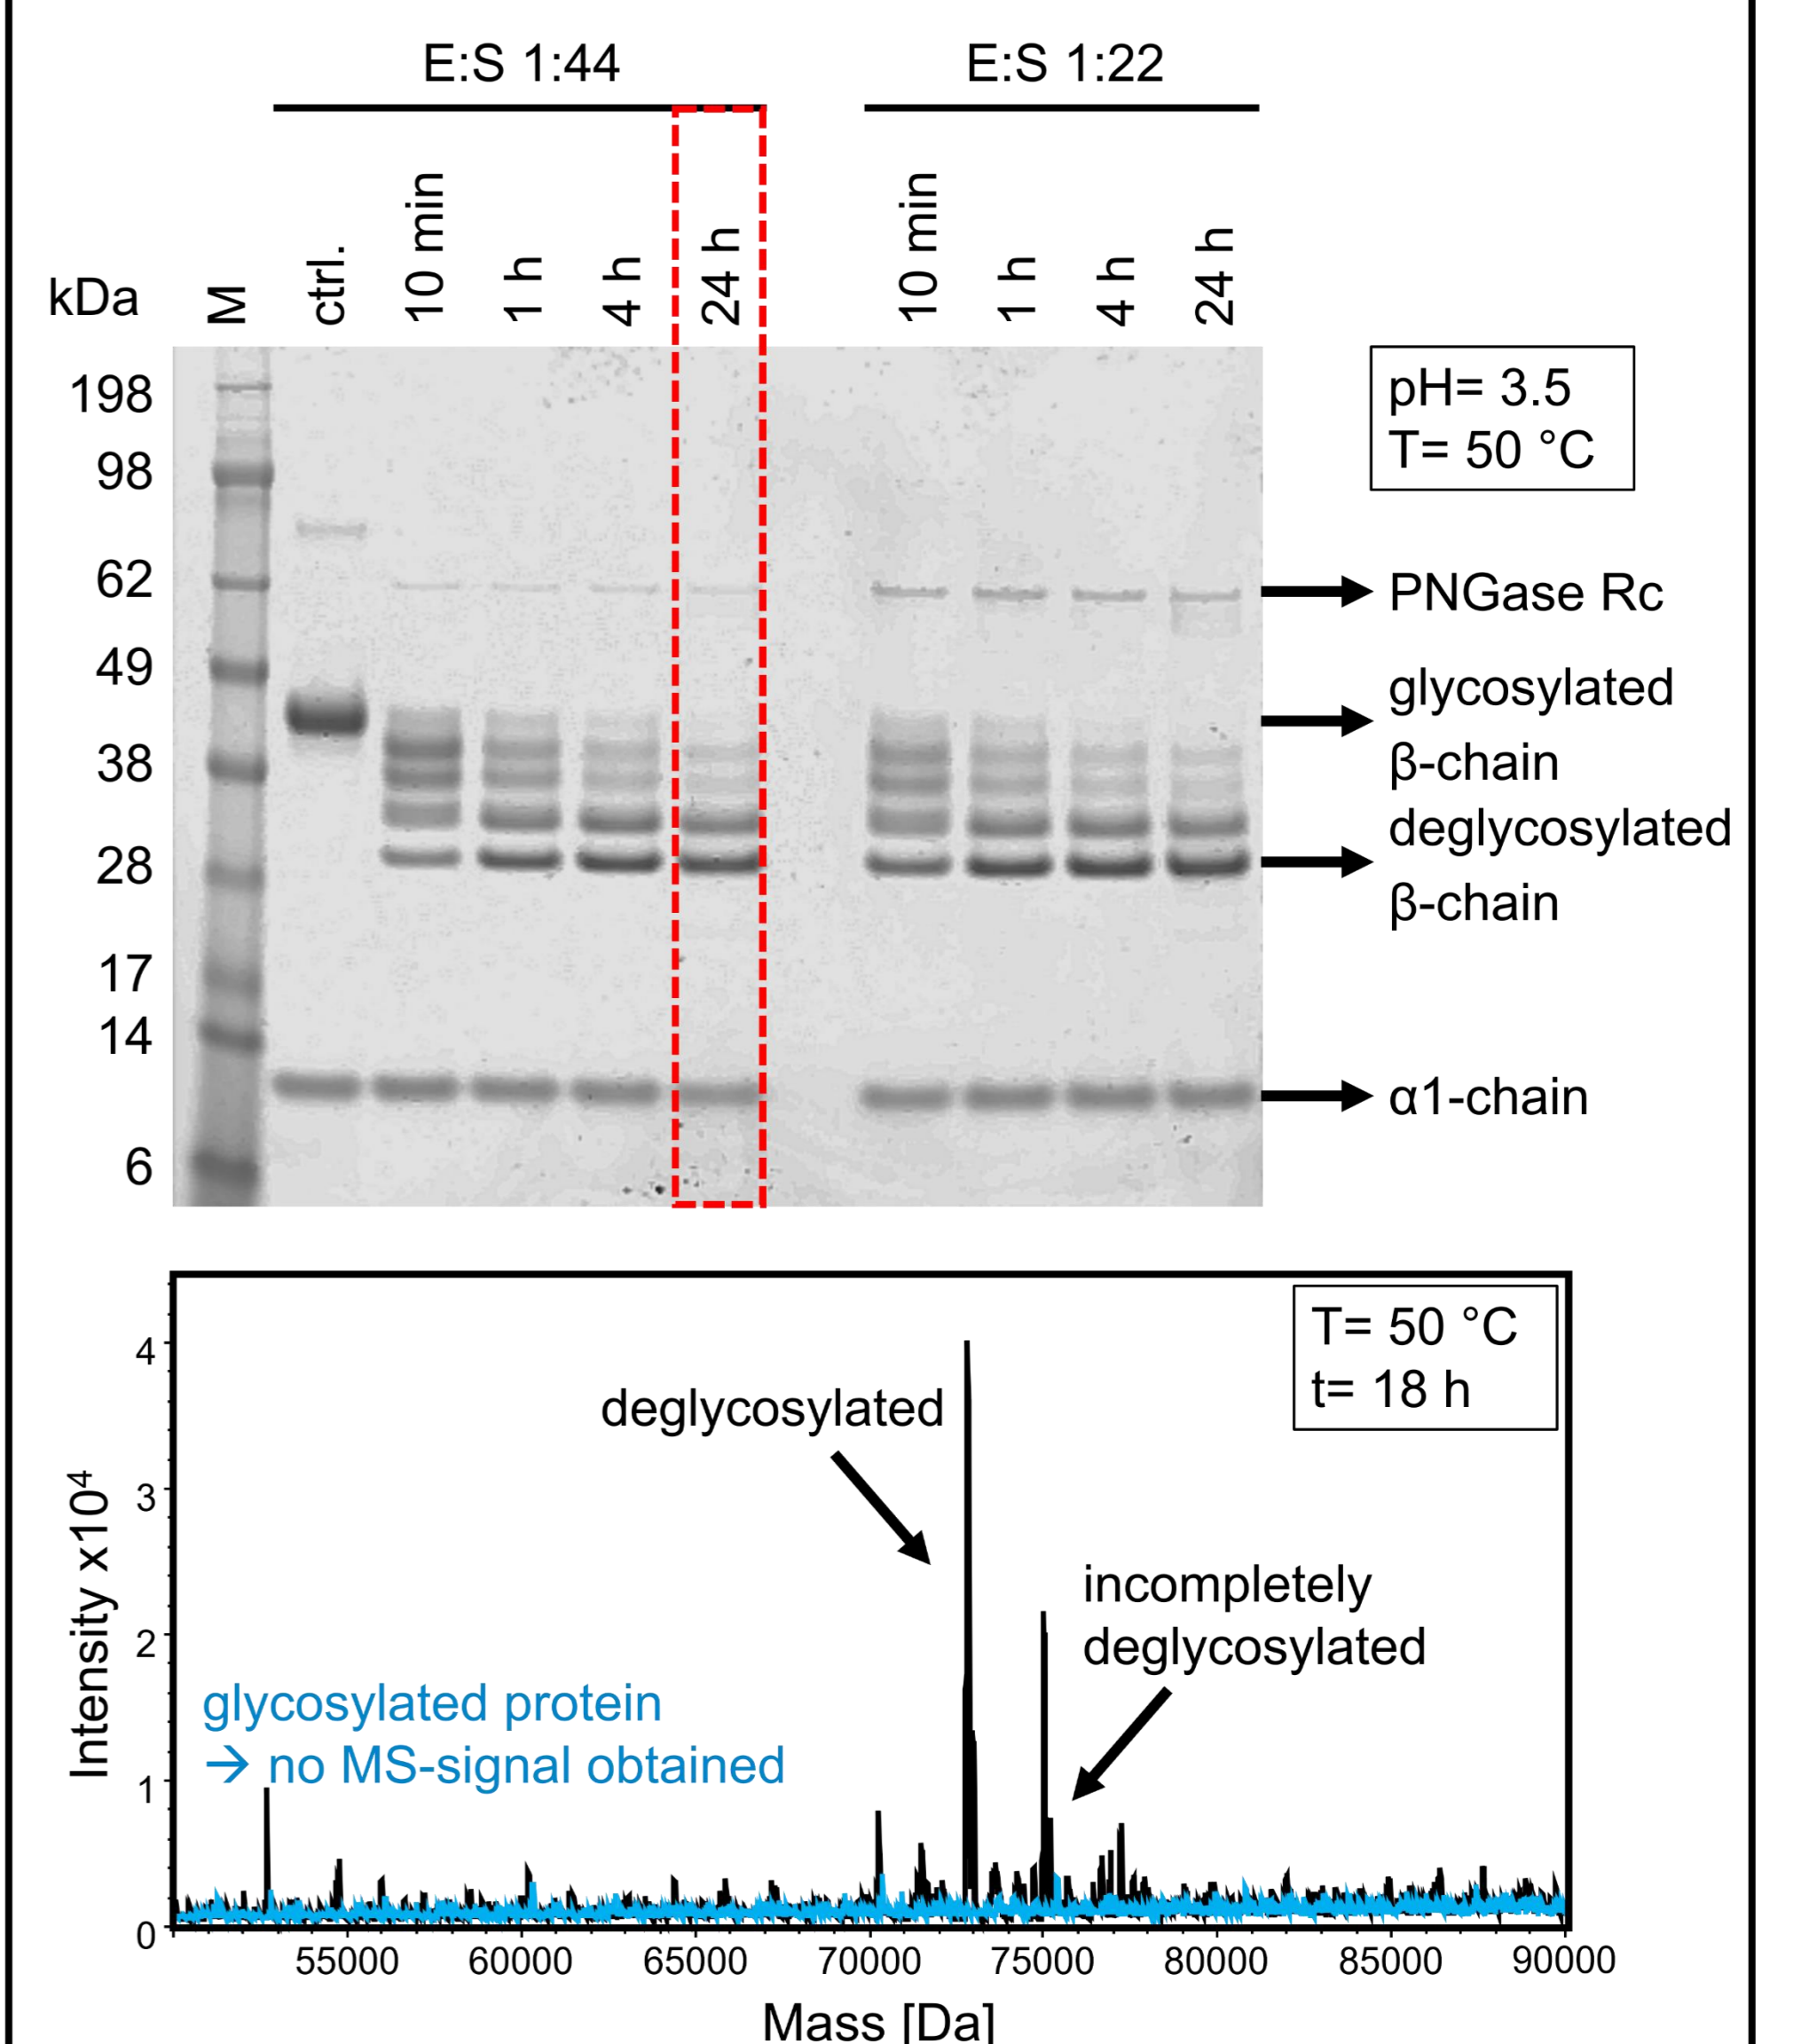 E:S 1:44
E:S 1:22
kDa
M
ctrl.
10 min
1 h
4 h
24 h
10 min
1 h
4 h
24 h
198
98
62
49
38
28
17
14
6
pH= 3.5
T= 50 °C
PNGase Rc
glycosylated
β-chain
deglycosylated
β-chain
α1-chain
T= 50 °C
t= 18 h
deglycosylated
incompletely
deglycosylated
glycosylated protein
→ no MS-signal obtained
Intensity x10⁴
4
3
2
1
0
55000
60000
65000
70000
75000
80000
85000
90000
Mass [Da]